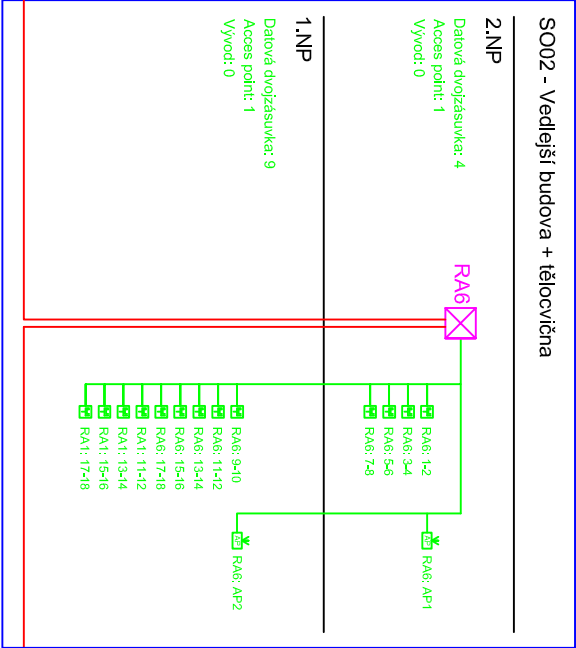 SO02 - Vedlejší budova + tělocvična
2.NP
Datová dvojzásuvka: 4
Acces point: 1
Vývod: 0
RA6
RA6: 1-2
RA6: 3-4
RA6: 5-6
RA6: 7-8
AP
RA6: AP1
1.NP
Datová dvojzásuvka: 9
Acces point: 1
Vývod: 0
RA6: 9-10
RA6: 11-12
RA6: 13-14
RA6: 15-16
RA6: 17-18
RA1: 11-12
RA1: 13-14
RA1: 15-16
RA1: 17-18
AP
RA6: AP2